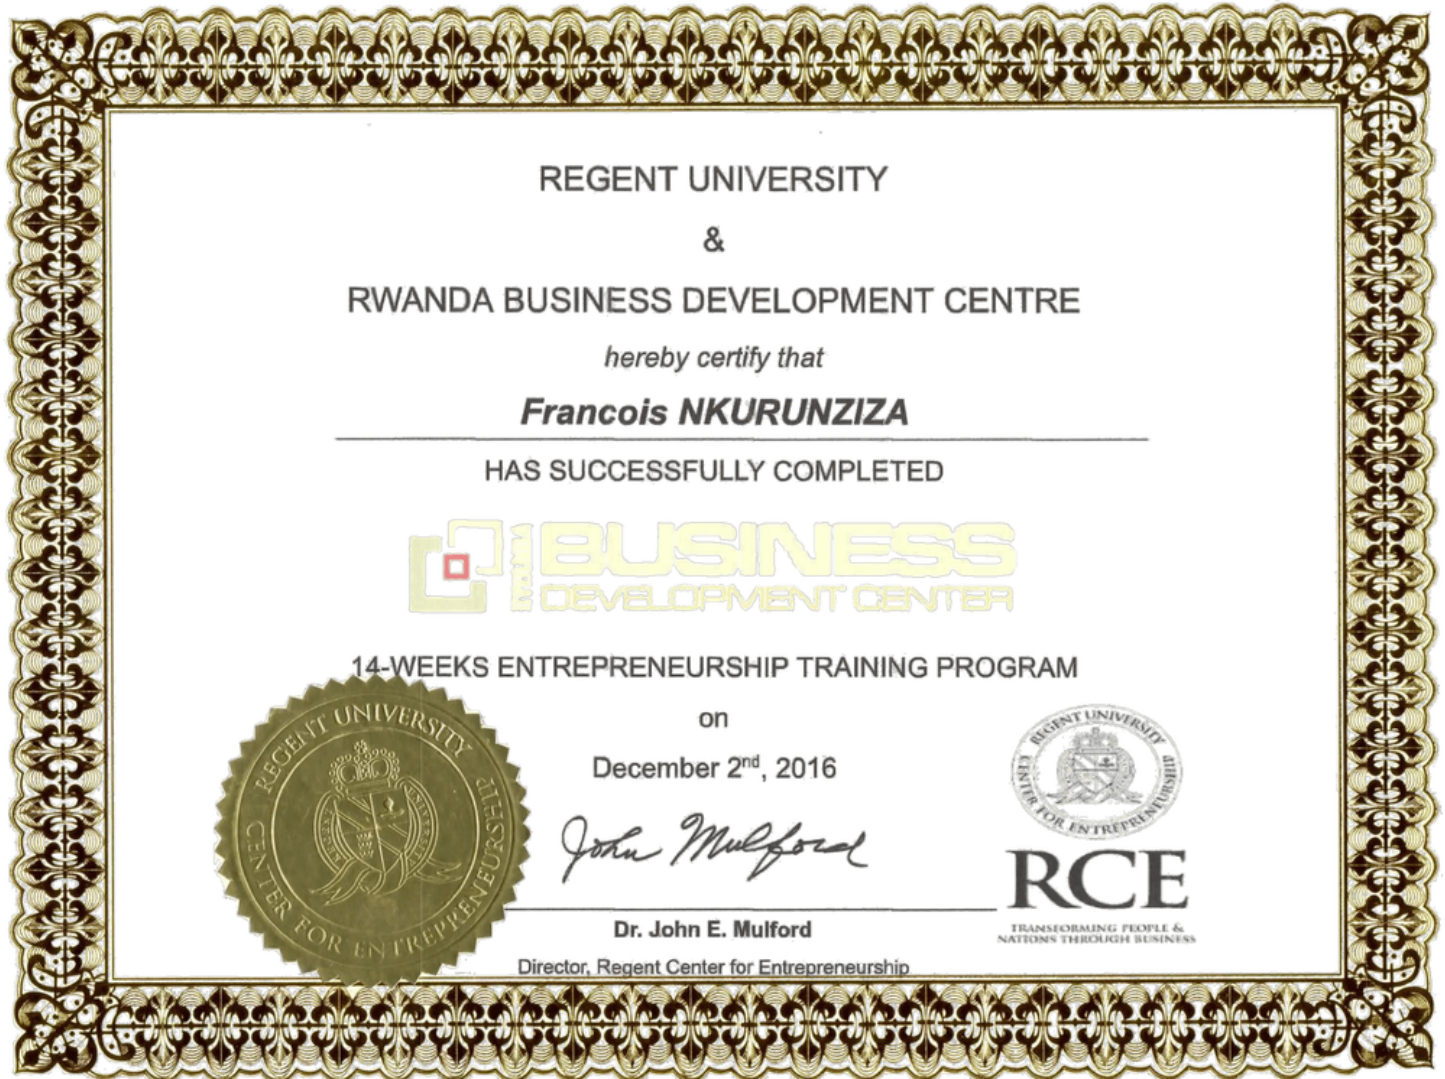 REGENT UNIVERSITY
&
RWANDA BUSINESS DEVELOPMENT CENTRE
hereby certify that
Francois NKURUNZIZA
HAS SUCCESSFULLY COMPLETED
BUSINESS
DEVELOPMENT CENTER
14-WEEKS ENTREPRENEURSHIP TRAINING PROGRAM
on
December 2nd, 2016
John Mulford
Dr. John E. Mulford
Director, Regent Center for Entrepreneurship
REGENT UNIVERSITY
CENTER FOR ENTREPRENEURSHIP
REGENT UNIVERSITY
CENTER FOR ENTREPRENEURSHIP
RCE
TRANSFORMING PEOPLE &
NATIONS THROUGH BUSINESS